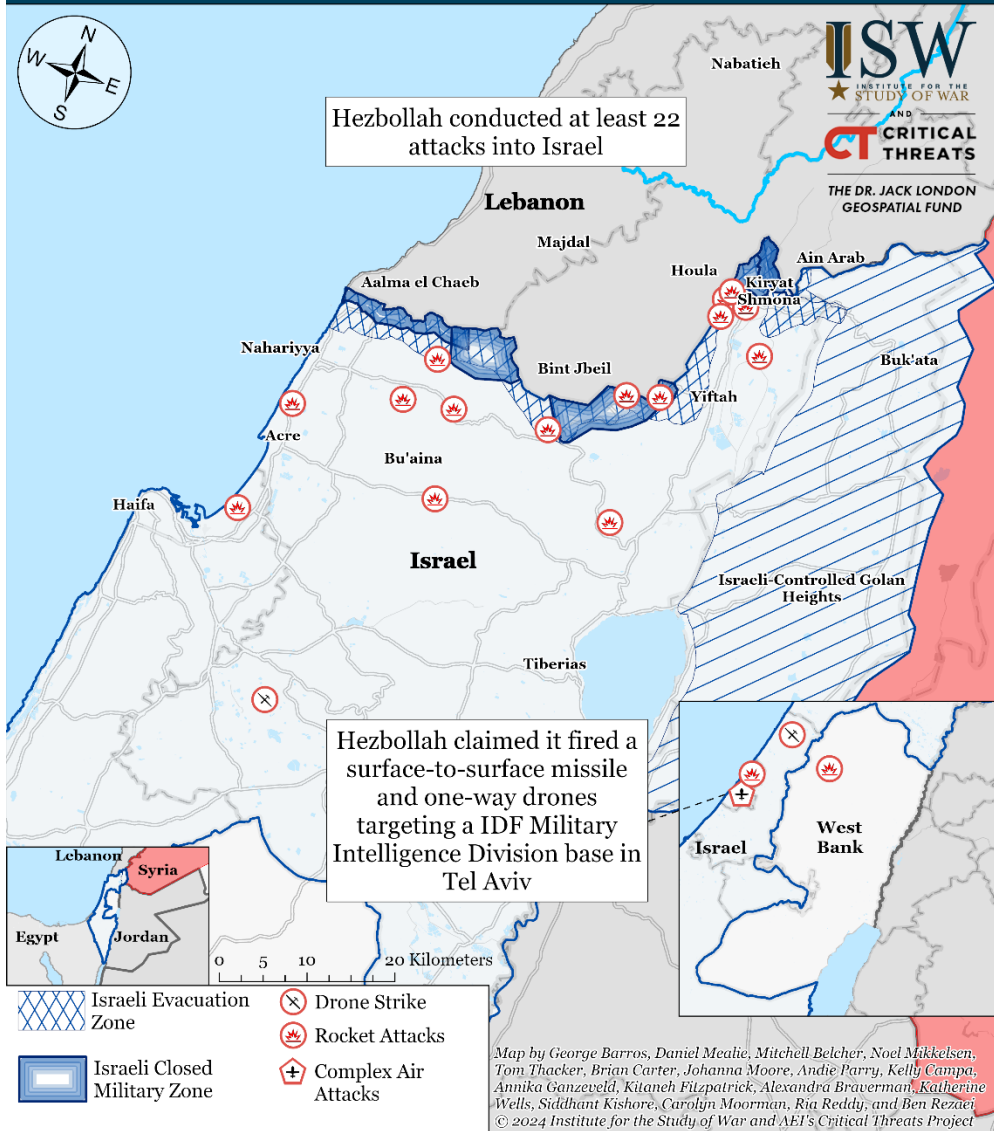 N
W
E
S
ISW
INSTITUTE FOR THE
STUDY OF WAR
AND
CT CRITICAL
THREATS
THE DR. JACK LONDON
GEOSPATIAL FUND
Nabatieh
Hezbollah conducted at least 22
attacks into Israel
Lebanon
Majdal
Ain Arab
Houla
Kiryat
Shmona
Aalma el Chaeb
Nahariyya
Bint Jbeil
Buk'ata
Yiftah
Acre
Bu'aina
Haifa
Israel
Israeli-Controlled Golan
Heights
Tiberias
Hezbollah claimed it fired a
surface-to-surface missile
and one-way drones
targeting a IDF Military
Intelligence Division base in
Tel Aviv
Israel
West
Bank
Lebanon
Syria
Egypt
Jordan
0 5 10 20 Kilometers
Israeli Evacuation
Zone
Israeli Closed
Military Zone
Drone Strike
Rocket Attacks
Complex Air
Attacks
Map by George Barros, Daniel Mealie, Mitchell Belcher, Noel Mikkelsen,
Tom Thacker, Brian Carter, Johanna Moore, Andie Parry, Kelly Campa,
Annika Ganzeveld, Kitaneh Fitzpatrick, Alexandra Braverman, Katherine
Wells, Siddhant Kishore, Carolyn Moorman, Ria Reddy, and Ben Rezaei
© 2024 Institute for the Study of War and AEI's Critical Threats Project